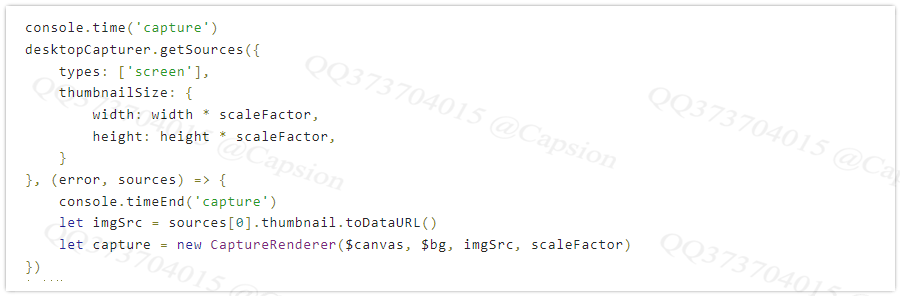 console.time('capture')
desktopCapturer.getSources({
    types: ['screen'],
    thumbnailSize: {
        width: width * scaleFactor,
        height: height * scaleFactor,
    }
}, (error, sources) => {
    console.timeEnd('capture')
    let imgSrc = sources[0].thumbnail.toDataURL()
    let capture = new CaptureRenderer($canvas, $bg, imgSrc, scaleFactor)
})
QQ373704015 @Capsion
QQ373704015 @Capsion
QQ373704015 @Capsion
QQ373704015
QQ373704015